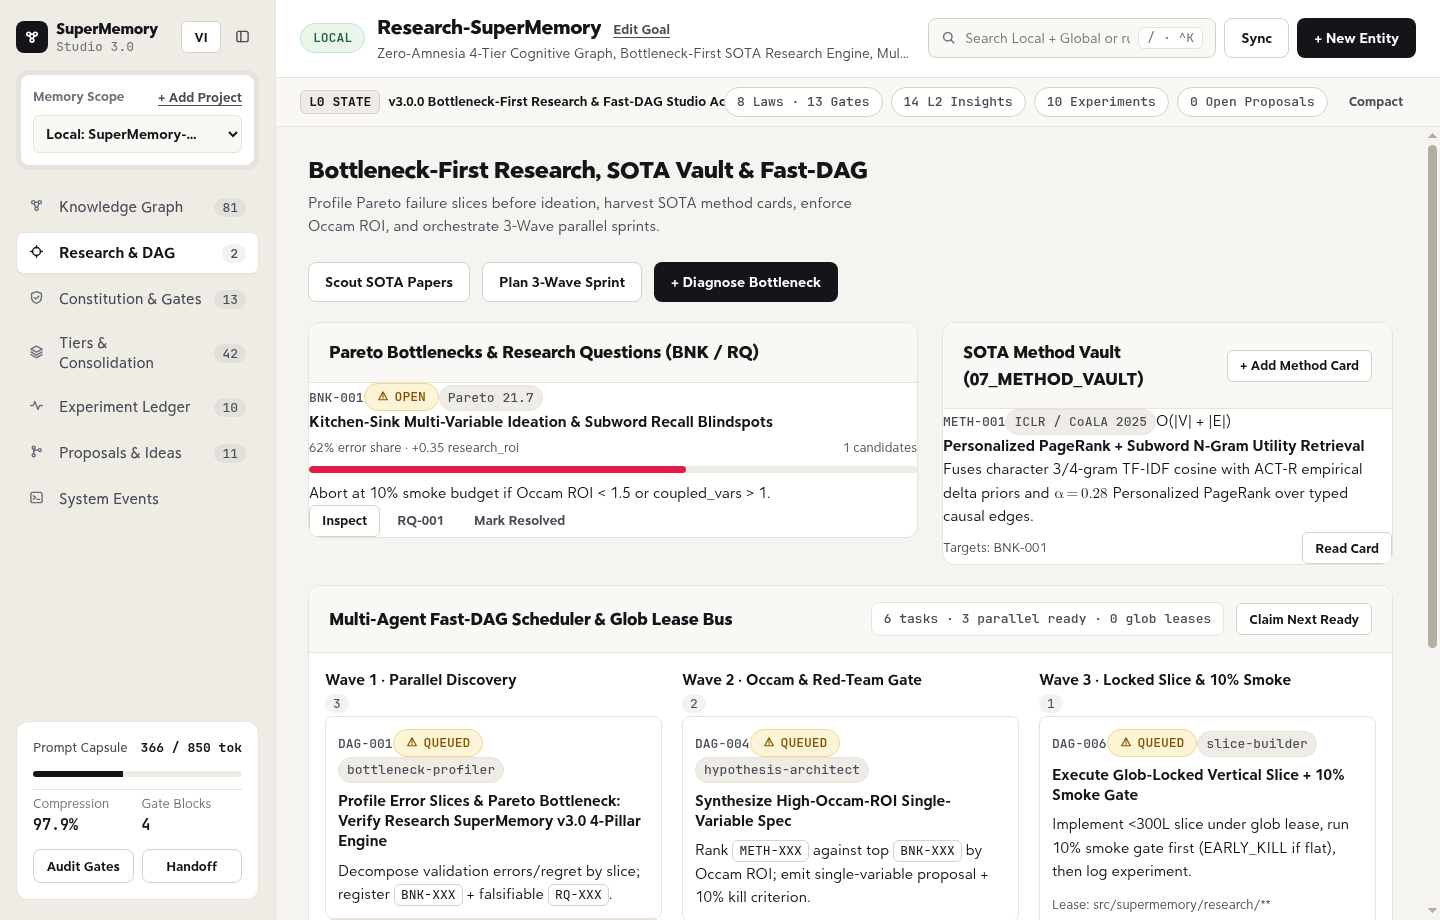 SuperMemory
Studio 3.0
VI
Memory Scope
+ Add Project
Local: SuperMemory-...
Knowledge Graph 81
Research & DAG 2
Constitution & Gates 13
Tiers &
Consolidation 42
Experiment Ledger 10
Proposals & Ideas 11
System Events
Prompt Capsule 366 / 850 tok
Compression Gate Blocks
97.9% 4
Audit Gates Handoff
LOCAL
Research-SuperMemory Edit Goal
Zero-Amnesia 4-Tier Cognitive Graph, Bottleneck-First SOTA Research Engine, Mul...
Search Local + Global or ru / · ^K
Sync
+ New Entity
L0 STATE v3.0.0 Bottleneck-First Research & Fast-DAG Studio Ac
8 Laws · 13 Gates
14 L2 Insights
10 Experiments
0 Open Proposals
Compact
Bottleneck-First Research, SOTA Vault & Fast-DAG
Profile Pareto failure slices before ideation, harvest SOTA method cards, enforce
Occam ROI, and orchestrate 3-Wave parallel sprints.
Scout SOTA Papers
Plan 3-Wave Sprint
+ Diagnose Bottleneck
Pareto Bottlenecks & Research Questions (BNK / RQ)
BNK-001 ⚠ OPEN Pareto 21.7
Kitchen-Sink Multi-Variable Ideation & Subword Recall Blindspots
62% error share · +0.35 research_roi 1 candidates
Abort at 10% smoke budget if Occam ROI < 1.5 or coupled_vars > 1.
Inspect RQ-001 Mark Resolved
SOTA Method Vault
(07_METHOD_VAULT)
+ Add Method Card
METH-001 ICLR / CoALA 2025 O(|V| + |E|)
Personalized PageRank + Subword N-Gram Utility Retrieval
Fuses character 3/4-gram TF-IDF cosine with ACT-R empirical
delta priors and α = 0.28 Personalized PageRank over typed
causal edges.
Targets: BNK-001
Read Card
Multi-Agent Fast-DAG Scheduler & Glob Lease Bus
6 tasks · 3 parallel ready · 0 glob leases
Claim Next Ready
Wave 1 · Parallel Discovery
3
DAG-001 ⚠ QUEUED
bottleneck-profiler
Profile Error Slices & Pareto Bottleneck:
Verify Research SuperMemory v3.0 4-Pillar
Engine
Decompose validation errors/regret by slice;
register BNK-XXX + falsifiable RQ-XXX.
Wave 2 · Occam & Red-Team Gate
2
DAG-004 ⚠ QUEUED
hypothesis-architect
Synthesize High-Occam-ROI Single-
Variable Spec
Rank METH-XXX against top BNK-XXX by
Occam ROI; emit single-variable proposal +
10% kill criterion.
Wave 3 · Locked Slice & 10% Smoke
1
DAG-006 ⚠ QUEUED slice-builder
Execute Glob-Locked Vertical Slice + 10%
Smoke Gate
Implement <300L slice under glob lease, run
10% smoke gate first (EARLY_KILL if flat),
then log experiment.
Lease: src/supermemory/research/**